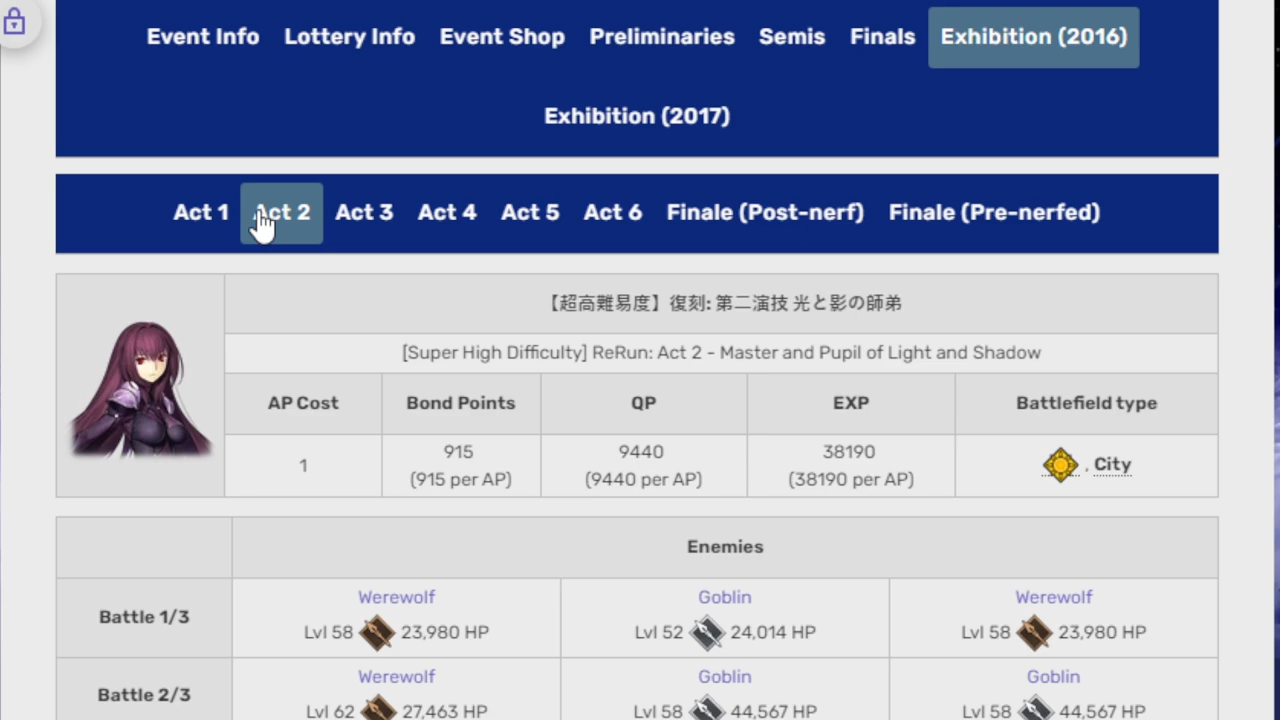 Event Info Lottery Info Event Shop Preliminaries Semis Finals Exhibition (2016)
Exhibition (2017)
Act 1 Act 2 Act 3 Act 4 Act 5 Act 6 Finale (Post-nerf) Finale (Pre-nerfed)
【超高難易度】復刻: 第二演技 光と影の師弟
[Super High Difficulty] ReRun: Act 2 - Master and Pupil of Light and Shadow
AP Cost Bond Points QP EXP Battlefield type
1 915 9440 38190 , City
(915 per AP) (9440 per AP) (38190 per AP)
Enemies
Battle 1/3 Werewolf Goblin Werewolf
Lvl 58 23,980 HP Lvl 52 24,014 HP Lvl 58 23,980 HP
Battle 2/3 Werewolf Goblin Goblin
Lvl 62 27,463 HP Lvl 58 44,567 HP Lvl 58 44,567 HP